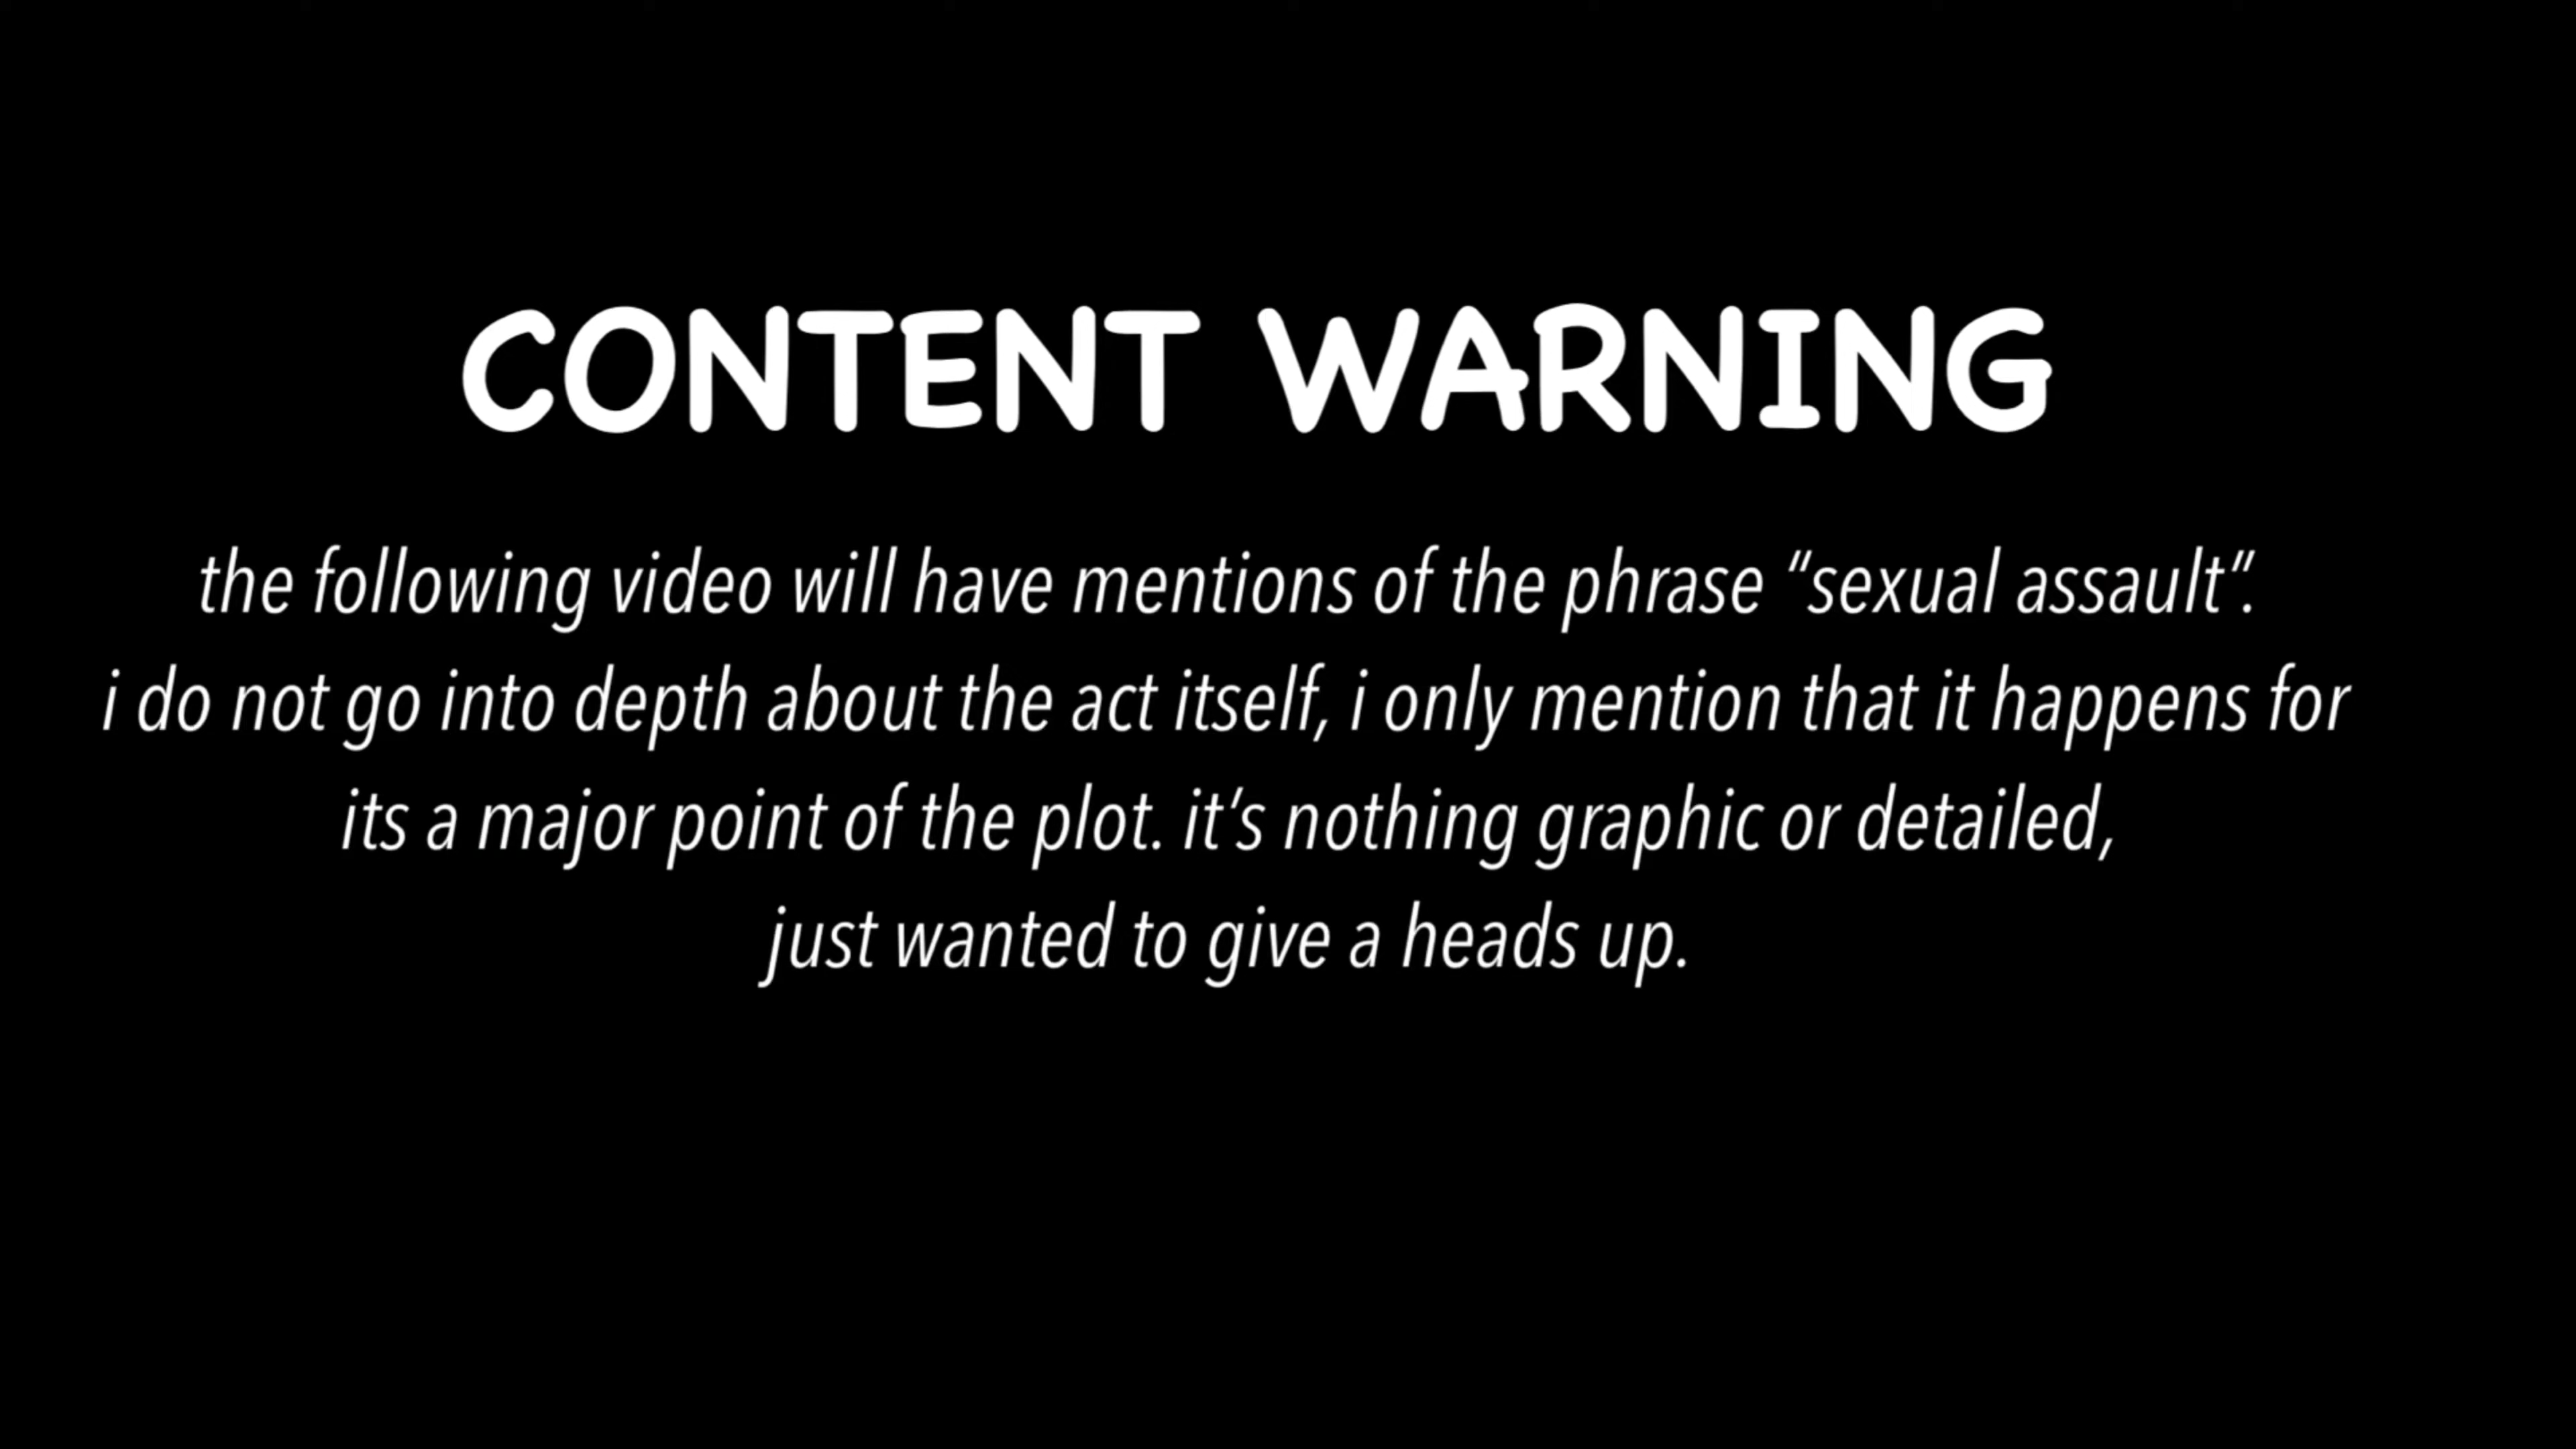 CONTENT WARNING
the following video will have mentions of the phrase “sexual assault”.
i do not go into depth about the act itself, i only mention that it happens for
its a major point of the plot. it’s nothing graphic or detailed,
just wanted to give a heads up.